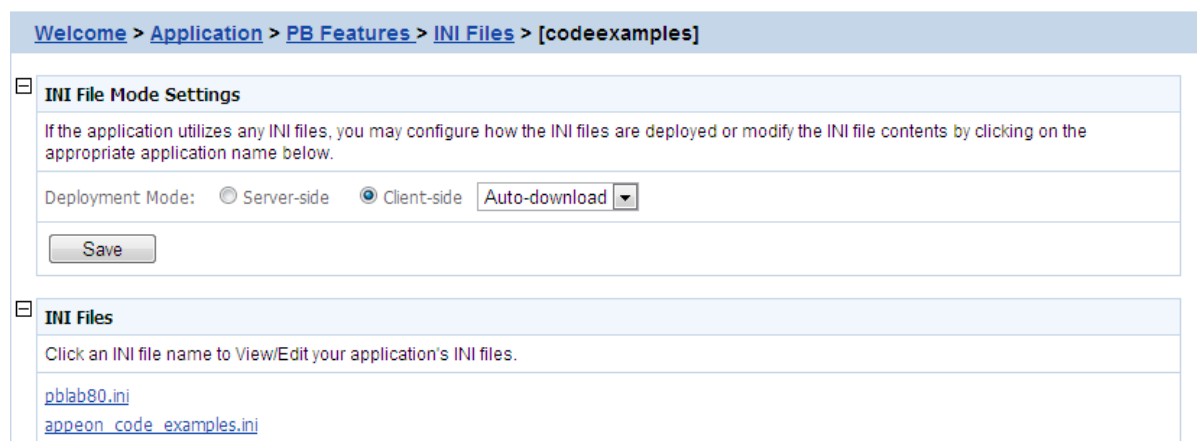 Welcome > Application > PB Features > INI Files > [codeexamples]
INI File Mode Settings
If the application utilizes any INI files, you may configure how the INI files are deployed or modify the INI file contents by clicking on the
appropriate application name below.
Deployment Mode: Server-side Client-side Auto-download
Save
INI Files
Click an INI file name to View/Edit your application's INI files.
pblab80.ini
appeon_code_examples.ini